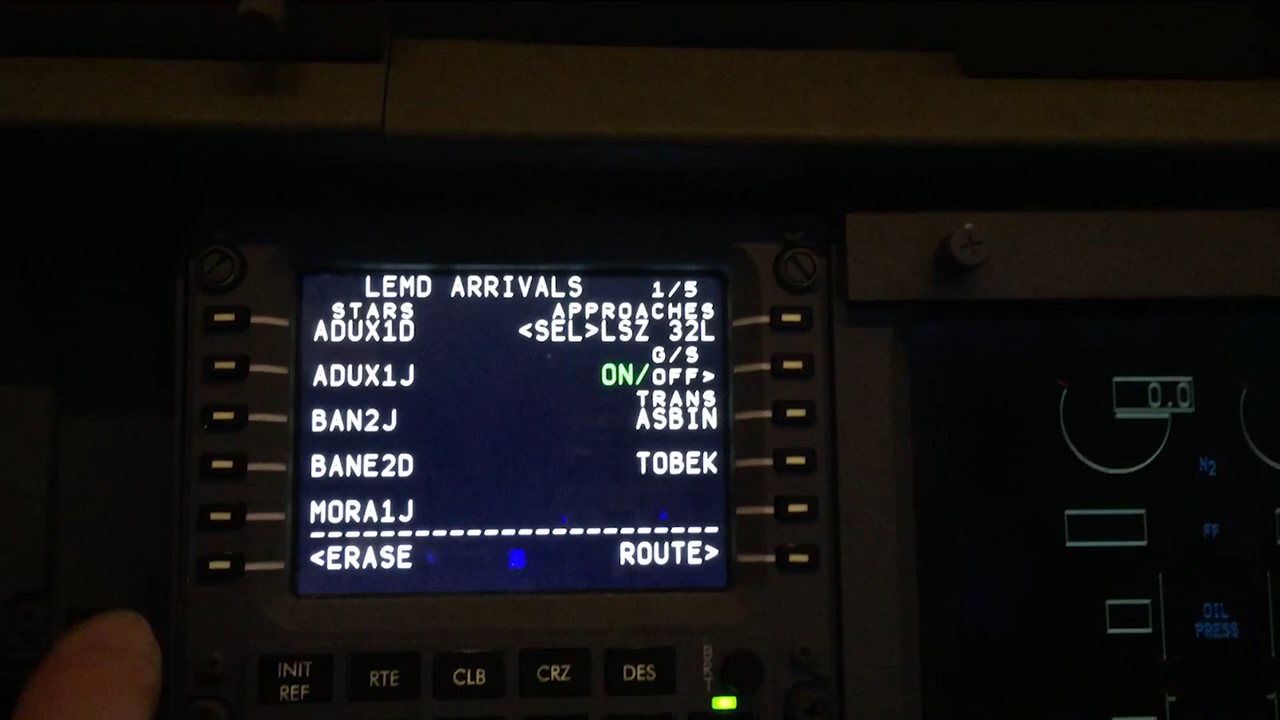 LEMD ARRIVALS 1/5
STARS APPROACHES
ADUX1D <SEL>LSZ 32L
G/S
ADUX1J ON/OFF>
TRANS
BAN2J ASBIN
BANE2D TOBEK
MORA1J
<ERASE ROUTE>
0.0
N2
FF
OIL
PRESS
INIT
REF
RTE
CLB
CRZ
DES
BRT